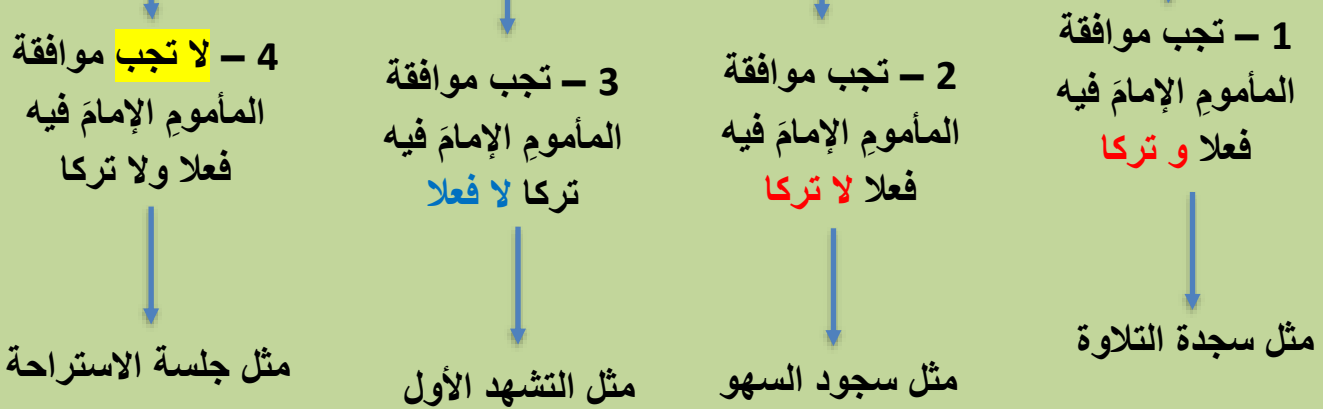 1 – تجب موافقة
المأمومِ الإمامَ فيه
فعلا و تركا
مثل سجدة التلاوة
2 – تجب موافقة
المأمومِ الإمامَ فيه
فعلا لا تركا
مثل سجود السهو
3 – تجب موافقة
المأمومِ الإمامَ فيه
تركا لا فعلا
مثل التشهد الأول
4 – لا تجب موافقة
المأمومِ الإمامَ فيه
فعلا ولا تركا
مثل جلسة الاستراحة